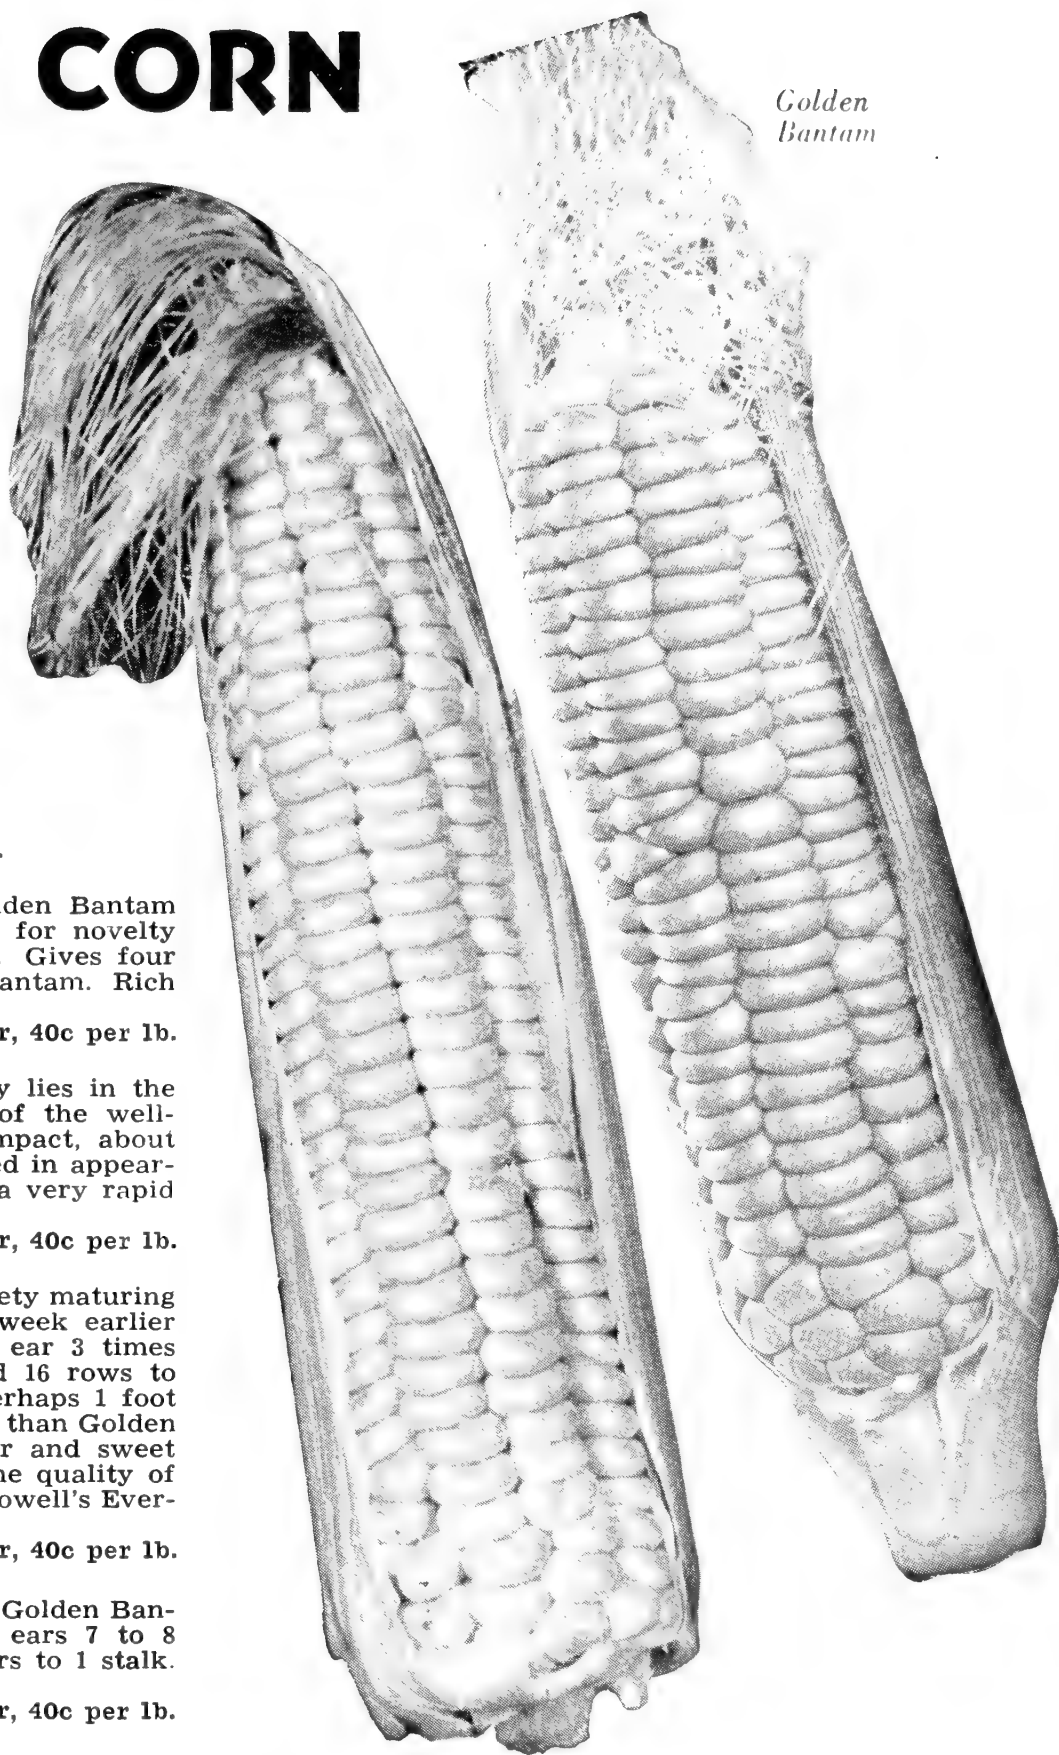 CORN
Golden
Bantam
lden Bantam
for novelty
. Gives four
antam. Rich
r, 40c per lb.
y lies in the
of the well-
mpact, about
ed in appear-
a very rapid
r, 40c per lb.
ety maturing
week earlier
ear 3 times
d 16 rows to
erhaps 1 foot
than Golden
r and sweet
ne quality of
owell's Ever-
r, 40c per lb.
Golden Ban-
ears 7 to 8
rs to 1 stalk.
r, 40c per lb.